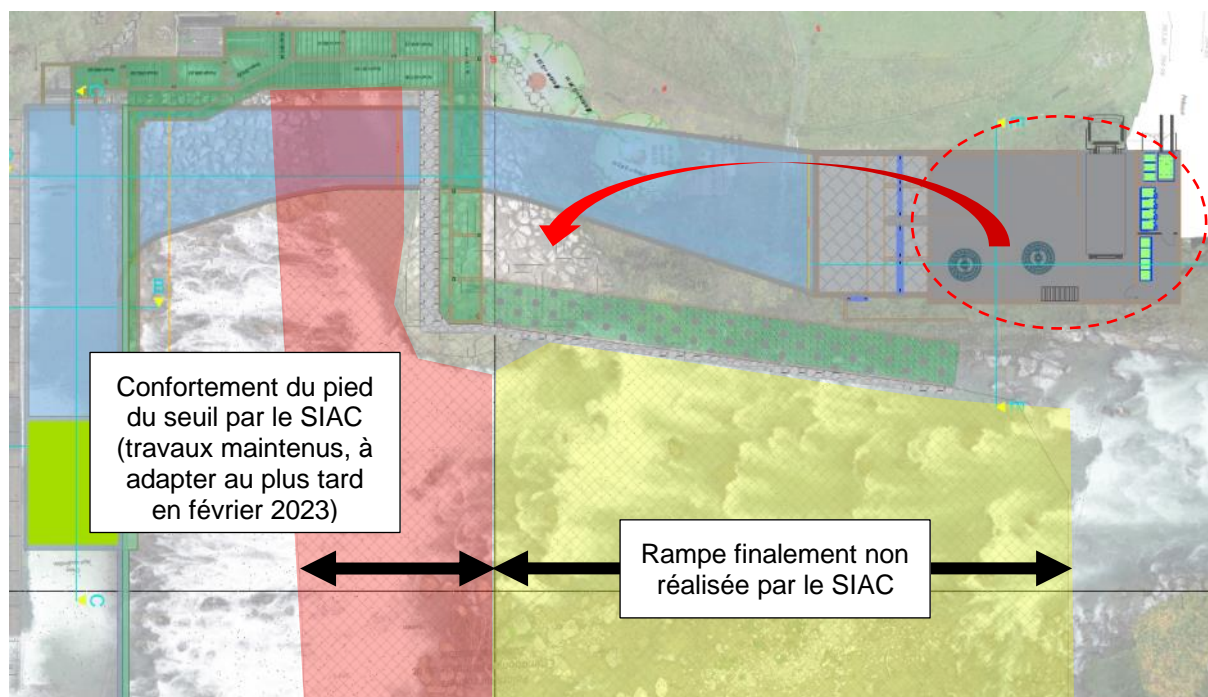 Confortement du pied
du seuil par le SIAC
(travaux maintenus, à
adapter au plus tard
en février 2023)
Rampe finalement non
réalisée par le SIAC
C